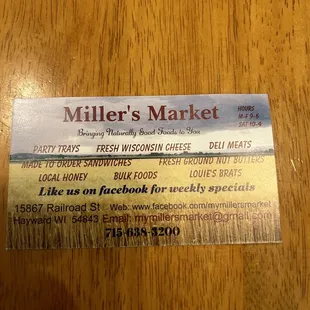 Miller's Market
HOURS
M-F 9-6
SAT 10-4
Bringing Naturally Good Foods to You
PARTY TRAYS FRESH WISCONSIN CHEESE DELI MEATS
MADE TO ORDER SANDWICHES FRESH GROUND NUT BUTTERS
LOCAL HONEY BULK FOODS LOUIE'S BRATS
Like us on facebook for weekly specials
15867 Railroad St Web: www.facebook.com/mymillersmarket
Hayward WI 54843 Email: mymillersmarket@gmail.com
715-638-3200